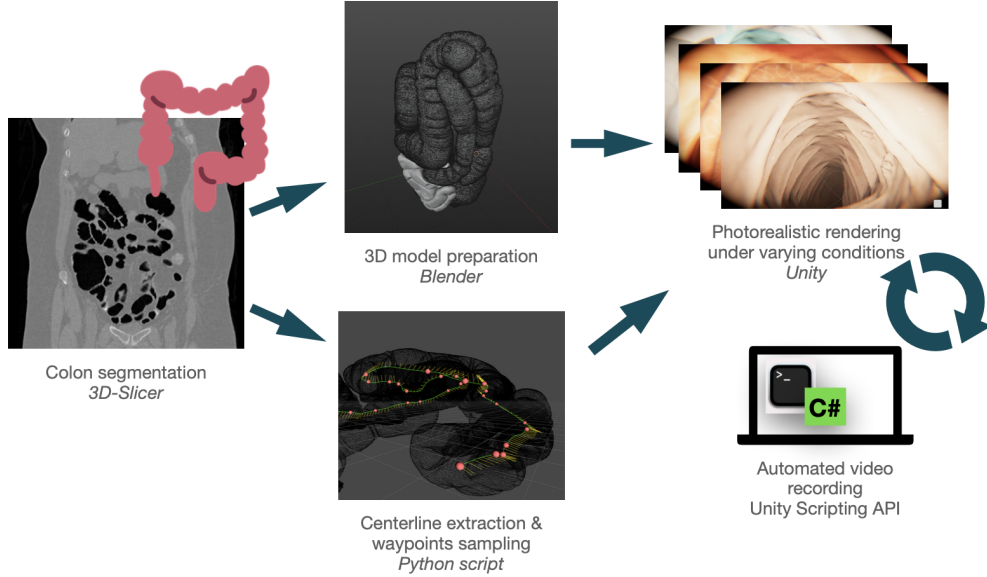 Colon segmentation
3D-Slicer
3D model preparation
Blender
Centerline extraction &
waypoints sampling
Python script
Photorealistic rendering
under varying conditions
Unity
>_
C#
Automated video
recording
Unity Scripting API